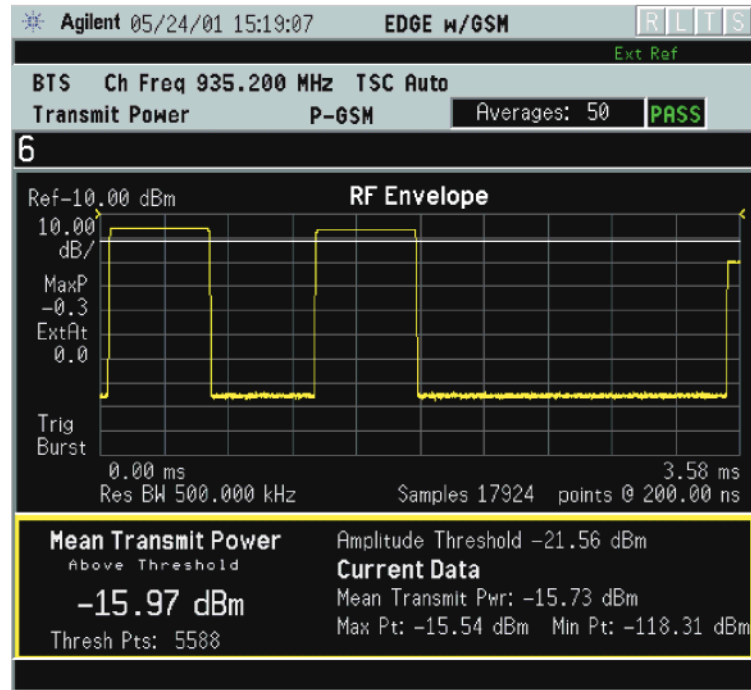 Agilent 05/24/01 15:19:07 EDGE w/GSM R L T S
Ext Ref
BTS Ch Freq 935.200 MHz TSC Auto
Transmit Power P-GSM Averages: 50 PASS
6
Ref-10.00 dBm RF Envelope
10.00
dB/
MaxP
-0.3
ExtAt
0.0
Trig
Burst
0.00 ms 3.58 ms
Res BW 500.000 kHz Samples 17924 points @ 200.00 ns
Mean Transmit Power Amplitude Threshold -21.56 dBm
Above Threshold Current Data
-15.97 dBm Mean Transmit Pwr: -15.73 dBm
Thresh Pts: 5588 Max Pt: -15.54 dBm Min Pt: -118.31 dBm